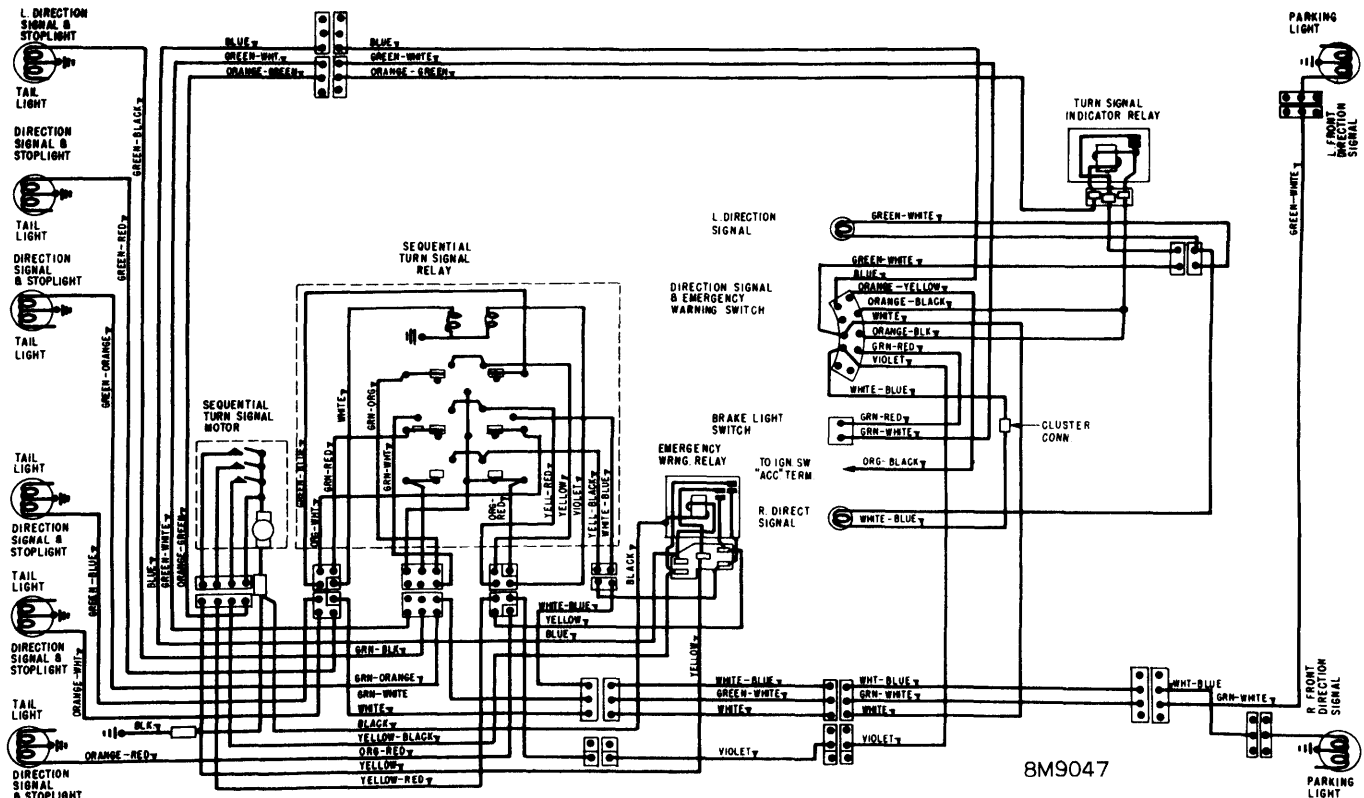 L. DIRECTION
SIGNAL &
STOPLIGHT
TAIL
LIGHT
DIRECTION
SIGNAL &
STOPLIGHT
TAIL
LIGHT
DIRECTION
SIGNAL
& STOPLIGHT
TAIL
LIGHT
TAIL
LIGHT
DIRECTION
SIGNAL &
STOPLIGHT
TAIL
LIGHT
DIRECTION
SIGNAL &
STOPLIGHT
TAIL
LIGHT
DIRECTION
SIGNAL
& STOPLIGHT
GREEN-BLACK
GREEN-RED
GREEN-ORANGE
GREEN-BLUE
ORANGE-WHT
BLUE
GREEN-WHITE
ORANGE-GREEN
BLK
ORANGE-RED
BLUE
GREEN-WHT.
ORANGE-GREEN
BLUE
GREEN-WHITE
ORANGE-GREEN
SEQUENTIAL
TURN SIGNAL
MOTOR
SEQUENTIAL
TURN SIGNAL
RELAY
GREEN-BLUE
ORG-WHT
GRN-RED
WHITE
GRN-ORG
GRN-WHT
ORG-
RED
YELL-RED
YELLOW
VIOLET
YELL-BLACK
WHITE-BLUE
BLACK
EMERGENCY
WRNG. RELAY
YELLOW
WHITE-BLUE
YELLOW
BLUE
GRN-BLK
GRN-ORANGE
GRN-WHITE
WHITE
BLACK
YELLOW-BLACK
ORG-RED
YELLOW
YELLOW-RED
WHITE-BLUE
GREEN-WHITE
WHITE
VIOLET
WHT-BLUE
GRN-WHITE
WHITE
VIOLET
TURN SIGNAL
INDICATOR RELAY
L. DIRECTION
SIGNAL
GREEN-WHITE
DIRECTION SIGNAL
& EMERGENCY
WARNING SWITCH
GREEN-WHITE
BLUE
ORANGE-YELLOW
ORANGE-BLACK
WHITE
ORANGE-BLK
GRN-RED
VIOLET
WHITE-BLUE
BRAKE LIGHT
SWITCH
GRN-RED
GRN-WHITE
CLUSTER
CONN
TO IGN. SW
"ACC" TERM
ORG-BLACK
R. DIRECT
SIGNAL
WHITE-BLUE
PARKING
LIGHT
L. FRONT
DIRECTION
SIGNAL
GREEN-WHITE
WHT-BLUE
GRN-WHITE
R FRONT
DIRECTION
SIGNAL
PARKING
LIGHT
8M9047